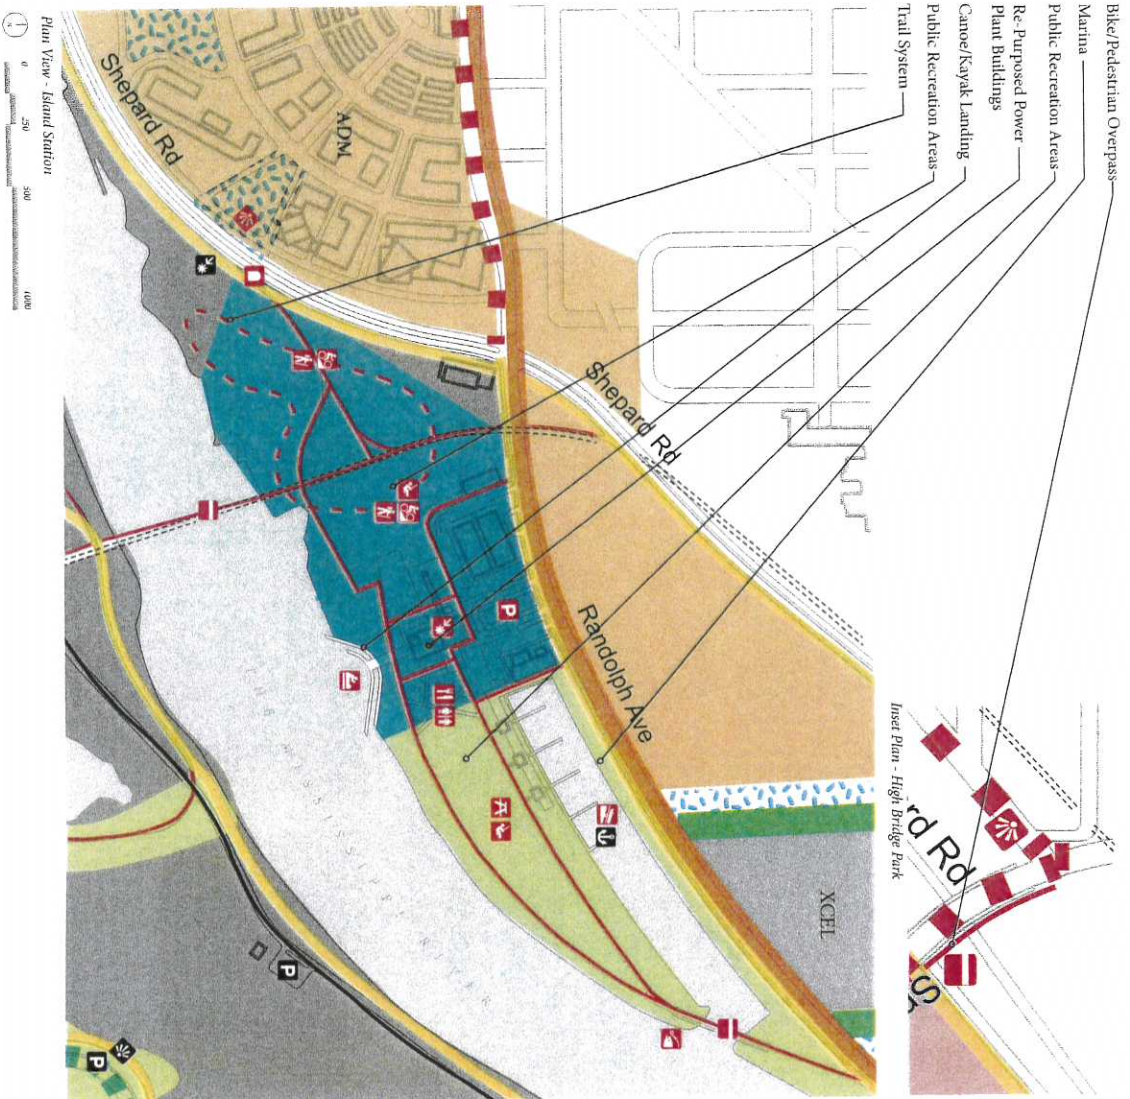 Bike/Pedestrian Overpass
Marina
Public Recreation Areas
Re-Purposed Power
Plant Buildings
Canoe/Kayak Landing
Public Recreation Areas
Trail System
Inset Plan - High Bridge Park
rd Rd
S
Shepard Rd
ADM
Shepard Rd
Randolph Ave
XCEL
P
P
P
Plan View - Island Station
N
0
250
500
1000